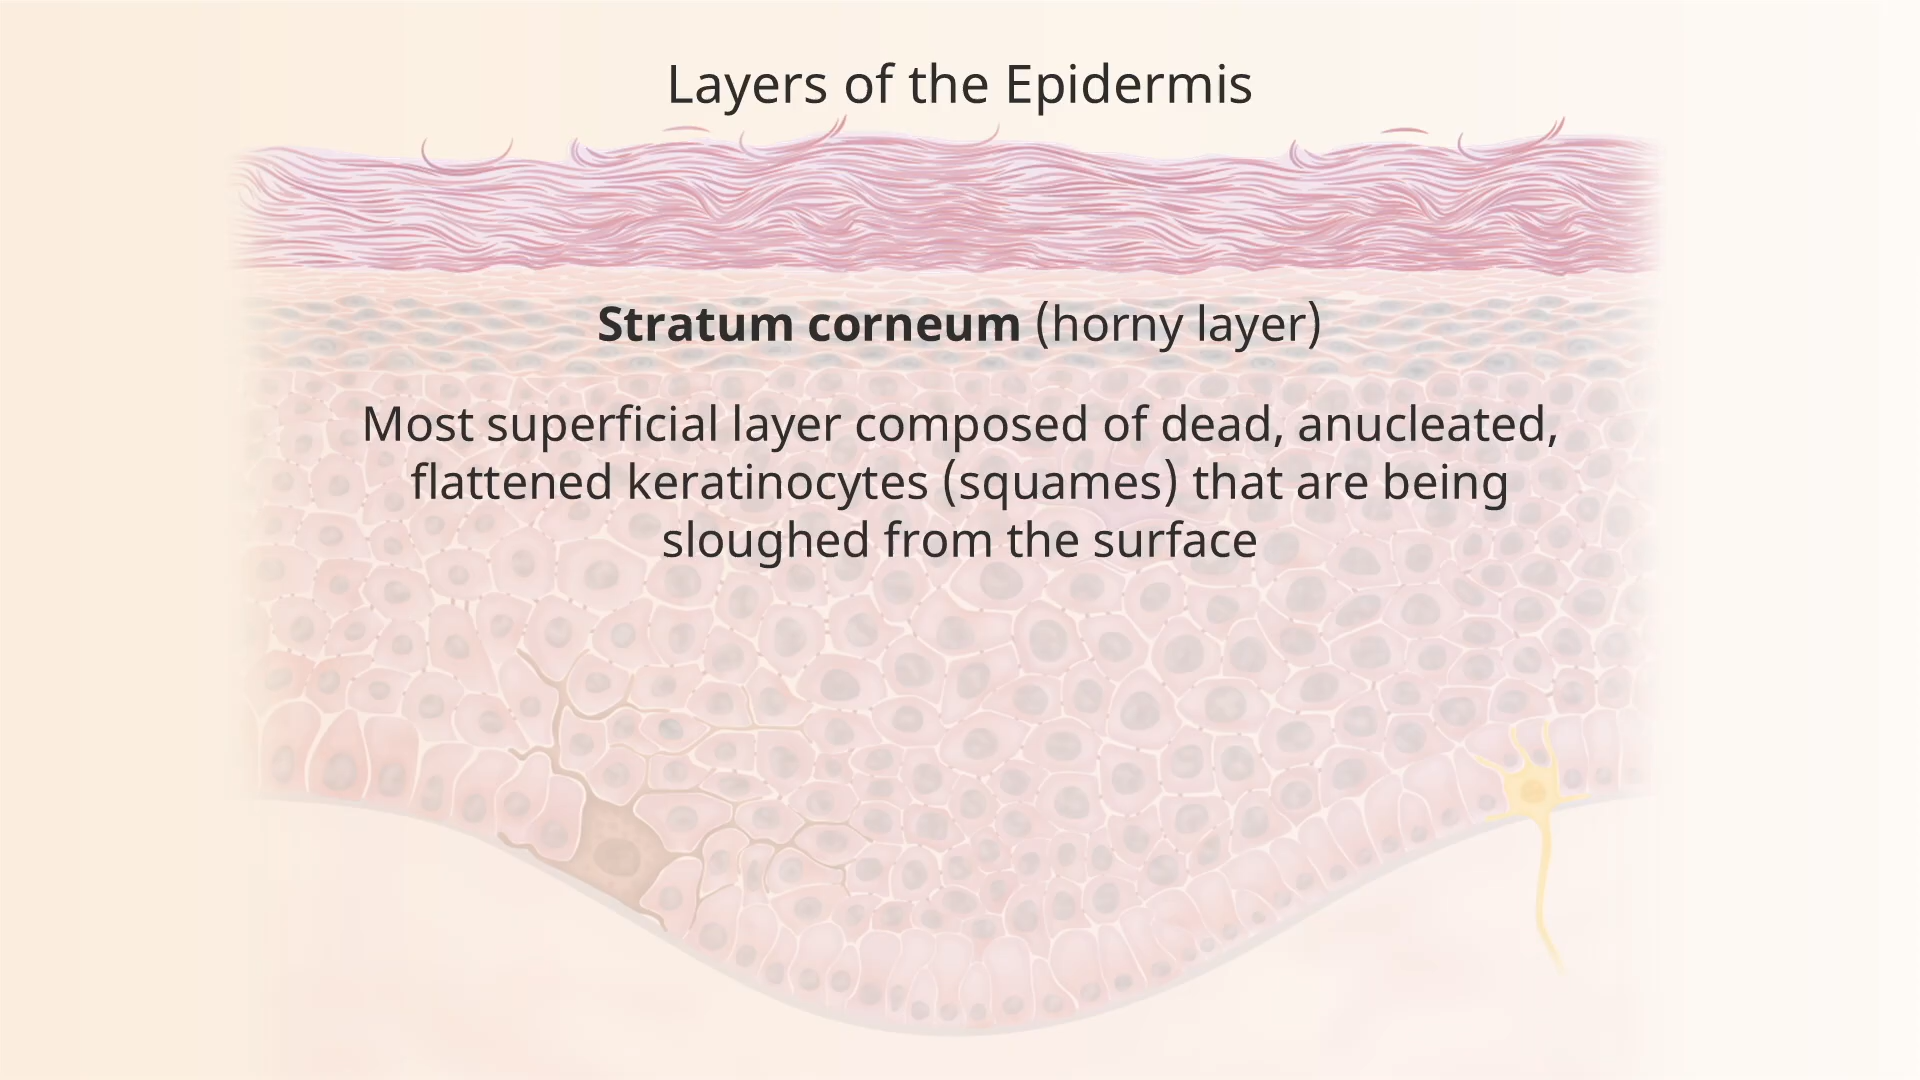 Layers of the Epidermis
Stratum corneum (horny layer)
Most superficial layer composed of dead, anucleated,
flattened keratinocytes (squames) that are being
sloughed from the surface